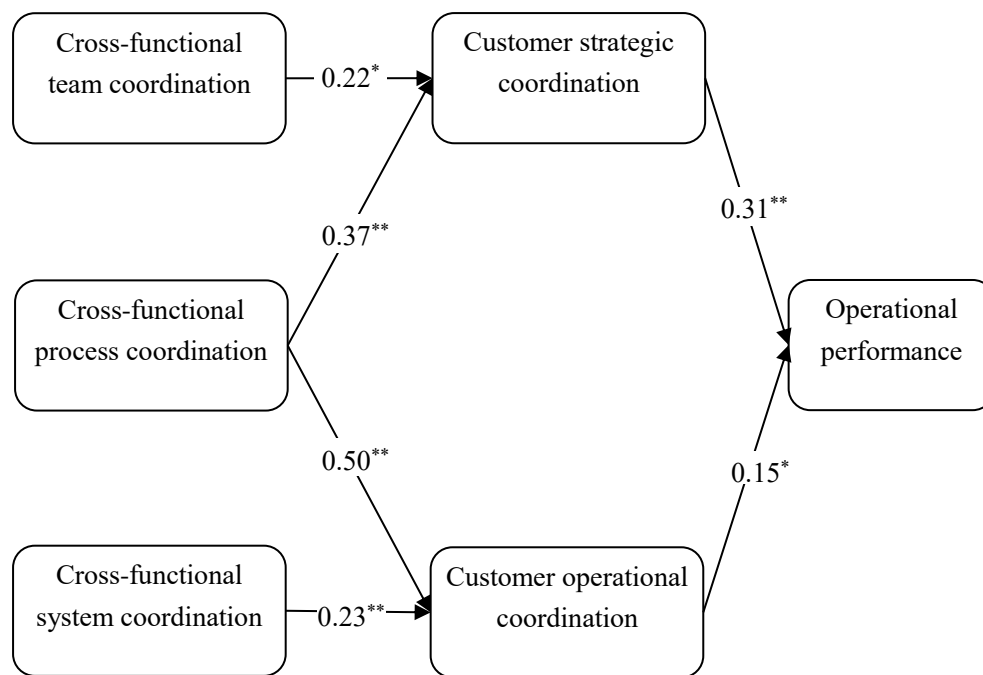 Cross-functional
team coordination
0.22*
Customer strategic
coordination
0.37**
0.31**
Cross-functional
process coordination
Operational
performance
0.50**
0.15*
Cross-functional
system coordination
0.23**
Customer operational
coordination